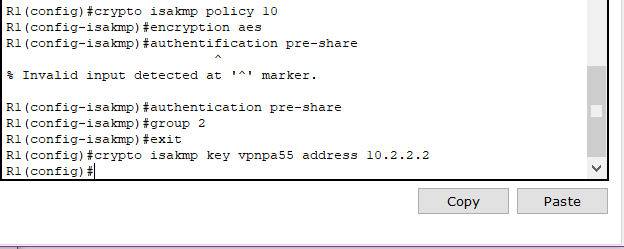 R1(config)#crypto isakmp policy 10
R1(config-isakmp)#encryption aes
R1(config-isakmp)#authentification pre-share
^
% Invalid input detected at '^' marker.
R1(config-isakmp)#authentication pre-share
R1(config-isakmp)#group 2
R1(config-isakmp)#exit
R1(config)#crypto isakmp key vpnpa55 address 10.2.2.2
R1(config)#
Copy
Paste